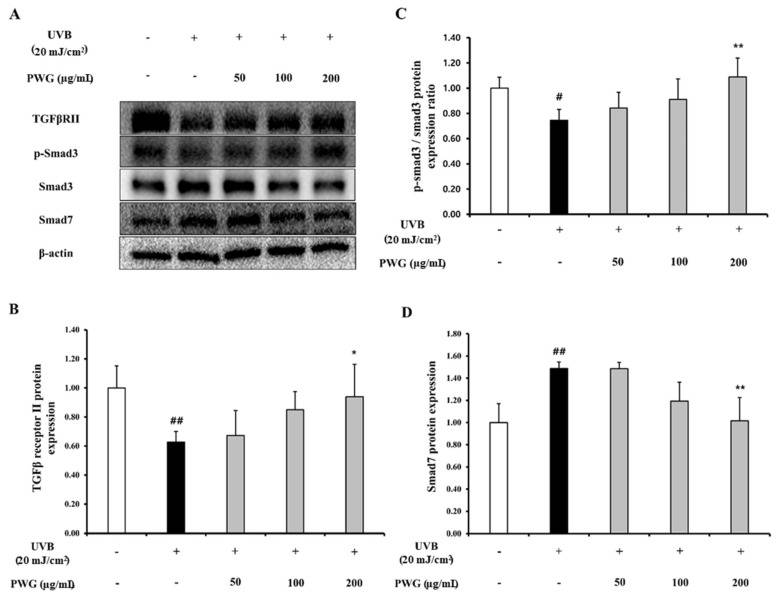 A
UVB
(20 mJ/cm²)
- + + + +
PWG (μg/mL)
- - 50 100 200
TGFβRII
p-Smad3
Smad3
Smad7
β-actin
B
TGFβ receptor II protein
expression
1.40
1.20
1.00
0.80
0.60
0.40
0.20
0.00
##
*
UVB
(20 mJ/cm²)
- + + + +
PWG (μg/mL)
- - 50 100 200
C
p-smad3 / smad3 protein
expression ratio
1.40
1.20
1.00
0.80
0.60
0.40
0.20
0.00
#
**
UVB
(20 mJ/cm²)
- + + + +
PWG (μg/mL)
- - 50 100 200
D
Smad7 protein expression
1.80
1.60
1.40
1.20
1.00
0.80
0.60
0.40
0.20
0.00
##
**
UVB
(20 mJ/cm²)
- + + + +
PWG (μg/mL)
- - 50 100 200